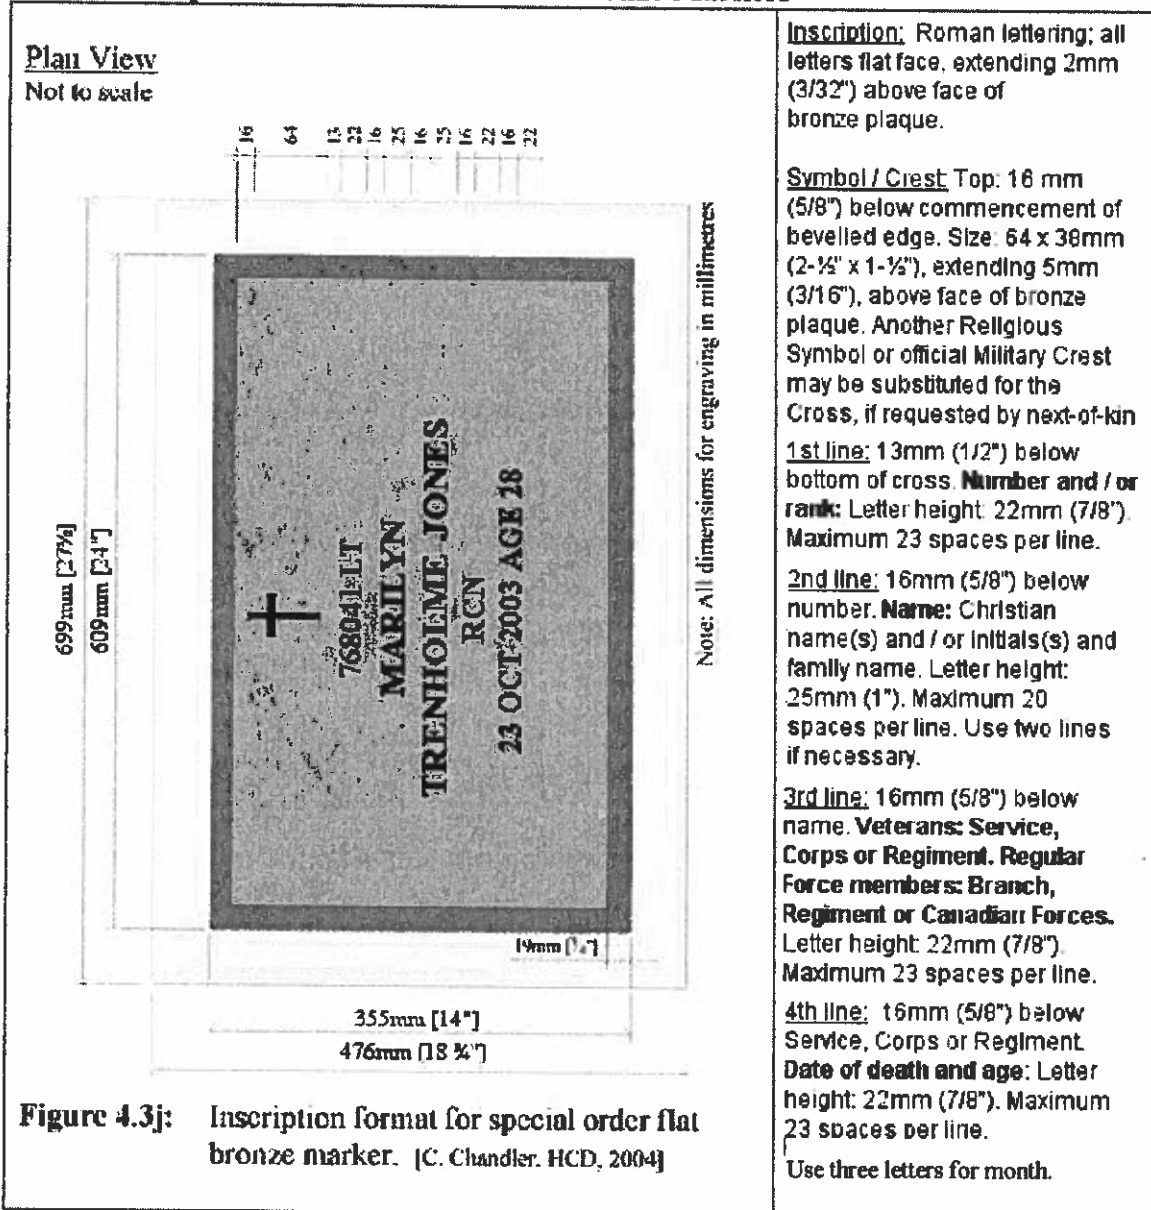 Plan View
Not to scale
16 64 13 22 16 25 16 25 16 22 16 22
699mm [27½]
609mm [24"]
76804 LT
MARILYN
TRENHOLME JONES
RCN
23 OCT 2003 AGE 28
Note: All dimensions for engraving in millimetres
355mm [14"]
476mm [18 ¾"]
Figure 4.3j: Inscription format for special order flat
bronze marker. [C. Chandler. HCD, 2004]
Inscription: Roman lettering; all
letters flat face, extending 2mm
(3/32") above face of
bronze plaque.
Symbol / Crest: Top: 16 mm
(5/8") below commencement of
bevelled edge. Size: 64 x 38mm
(2-½" x 1-½"), extending 5mm
(3/16"), above face of bronze
plaque. Another Religious
Symbol or official Military Crest
may be substituted for the
Cross, if requested by next-of-kin
1st line: 13mm (1/2") below
bottom of cross. Number and / or
rank: Letter height: 22mm (7/8").
Maximum 23 spaces per line.
2nd line: 16mm (5/8") below
number. Name: Christian
name(s) and / or initials(s) and
family name. Letter height:
25mm (1"). Maximum 20
spaces per line. Use two lines
if necessary.
3rd line: 16mm (5/8") below
name. Veterans: Service,
Corps or Regiment. Regular
Force members: Branch,
Regiment or Canadian Forces.
Letter height: 22mm (7/8").
Maximum 23 spaces per line.
4th line: 16mm (5/8") below
Service, Corps or Regiment.
Date of death and age: Letter
height: 22mm (7/8"). Maximum
23 spaces per line.
Use three letters for month.